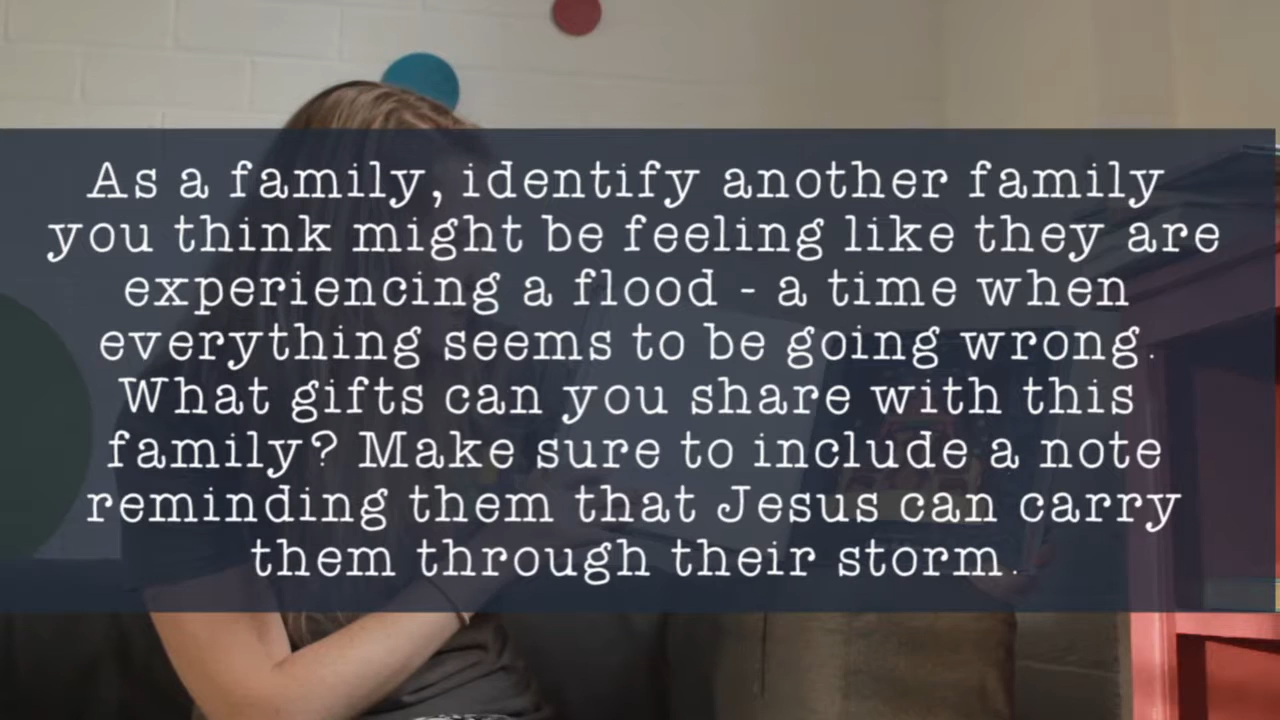 As a family, identify another family
you think might be feeling like they are
experiencing a flood - a time when
everything seems to be going wrong.
What gifts can you share with this
family? Make sure to include a note
reminding them that Jesus can carry
them through their storm.